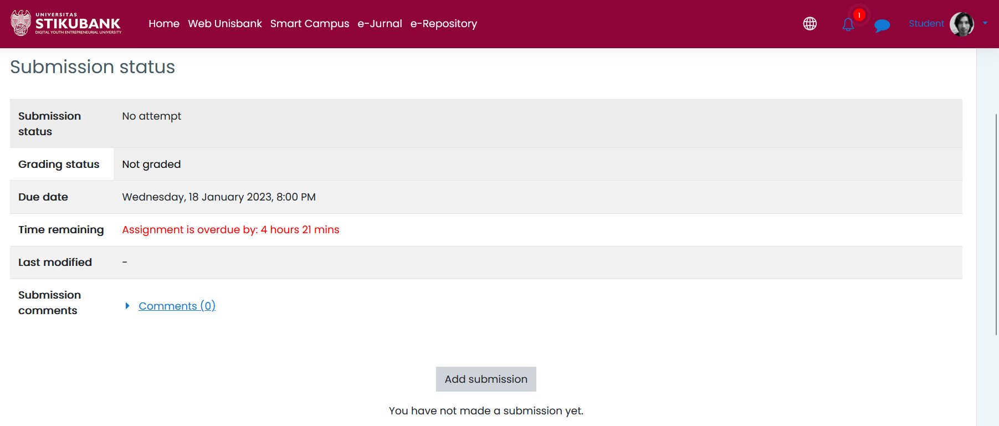 UNIVERSITAS
STIKUBANK
DIGITAL YOUTH ENTREPRENEURIAL UNIVERSITY
Home Web Unisbank Smart Campus e-Jurnal e-Repository
1
Student
Submission status
Submission status No attempt
Grading status Not graded
Due date Wednesday, 18 January 2023, 8:00 PM
Time remaining Assignment is overdue by: 4 hours 21 mins
Last modified -
Submission comments Comments (0)
Add submission
You have not made a submission yet.